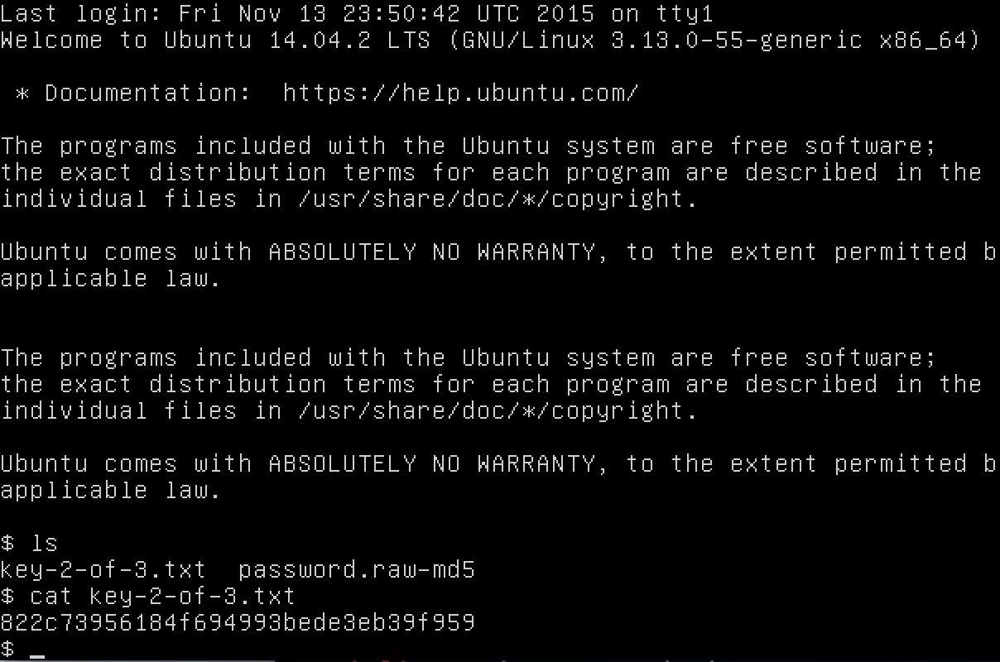 Last login: Fri Nov 13 23:50:42 UTC 2015 on tty1
Welcome to Ubuntu 14.04.2 LTS (GNU/Linux 3.13.0-55-generic x86_64)
* Documentation:  https://help.ubuntu.com/
The programs included with the Ubuntu system are free software;
the exact distribution terms for each program are described in the
individual files in /usr/share/doc/*/copyright.
Ubuntu comes with ABSOLUTELY NO WARRANTY, to the extent permitted b
applicable law.
The programs included with the Ubuntu system are free software;
the exact distribution terms for each program are described in the
individual files in /usr/share/doc/*/copyright.
Ubuntu comes with ABSOLUTELY NO WARRANTY, to the extent permitted b
applicable law.
$ ls
key-2-of-3.txt  password.raw-md5
$ cat key-2-of-3.txt
822c73956184f694993bede3eb39f959
$ _